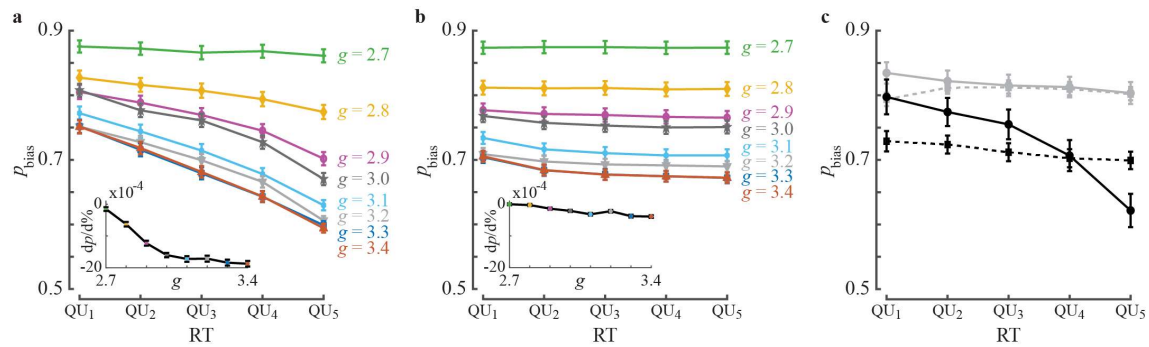 a
0.9
0.7
0.5
p_bias
QU₁ QU₂ QU₃ QU₄ QU₅
RT
g = 2.7
g = 2.8
g = 2.9
g = 3.0
g = 3.1
g = 3.2
g = 3.3
g = 3.4
x10⁻⁴
0
-20
dp/d%
2.7 g 3.4
b
0.9
0.7
0.5
p_bias
QU₁ QU₂ QU₃ QU₄ QU₅
RT
g = 2.7
g = 2.8
g = 2.9
g = 3.0
g = 3.1
g = 3.2
g = 3.3
g = 3.4
x10⁻⁴
0
-20
dp/d%
2.7 g 3.4
c
0.9
0.7
0.5
p_bias
QU₁ QU₂ QU₃ QU₄ QU₅
RT